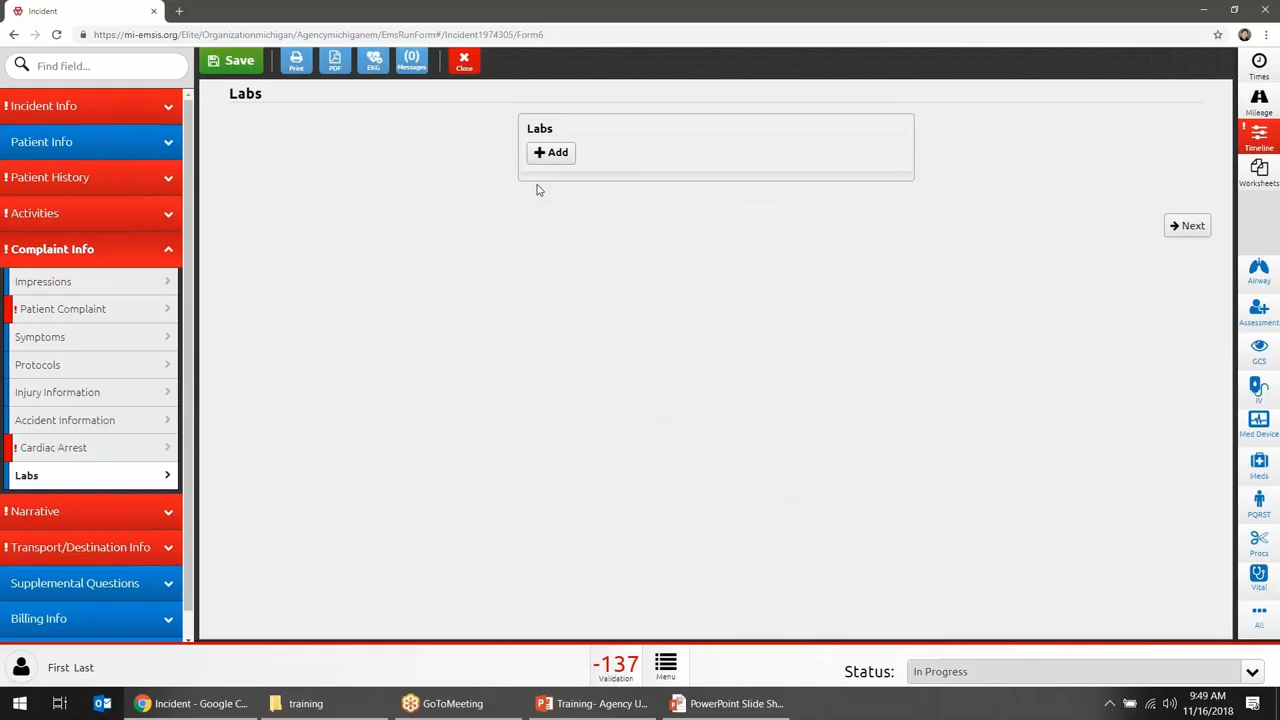 Incident
https://mi-emsis.org/Elite/Organizationmichigan/Agencymichiganem/EmsRunForm#/Incident1974305/Form6
Find field...
Save
Print
PDF
EKG
(0)
Messages
Close
Times
Mileage
! Timeline
Worksheets
Airway
Assessment
GCS
IV
Med Device
Meds
PQRST
Procs
Vital
All
! Incident Info
Patient Info
! Patient History
! Activities
! Complaint Info
Impressions
! Patient Complaint
Symptoms
Protocols
Injury Information
Accident Information
! Cardiac Arrest
Labs
! Narrative
! Transport/Destination Info
Supplemental Questions
Billing Info
Labs
Labs
+ Add
Next
First Last
-137
Validation
Menu
Status:
In Progress
Incident - Google C...
training
GoToMeeting
Training- Agency U...
PowerPoint Slide Sh...
9:49 AM
11/16/2018